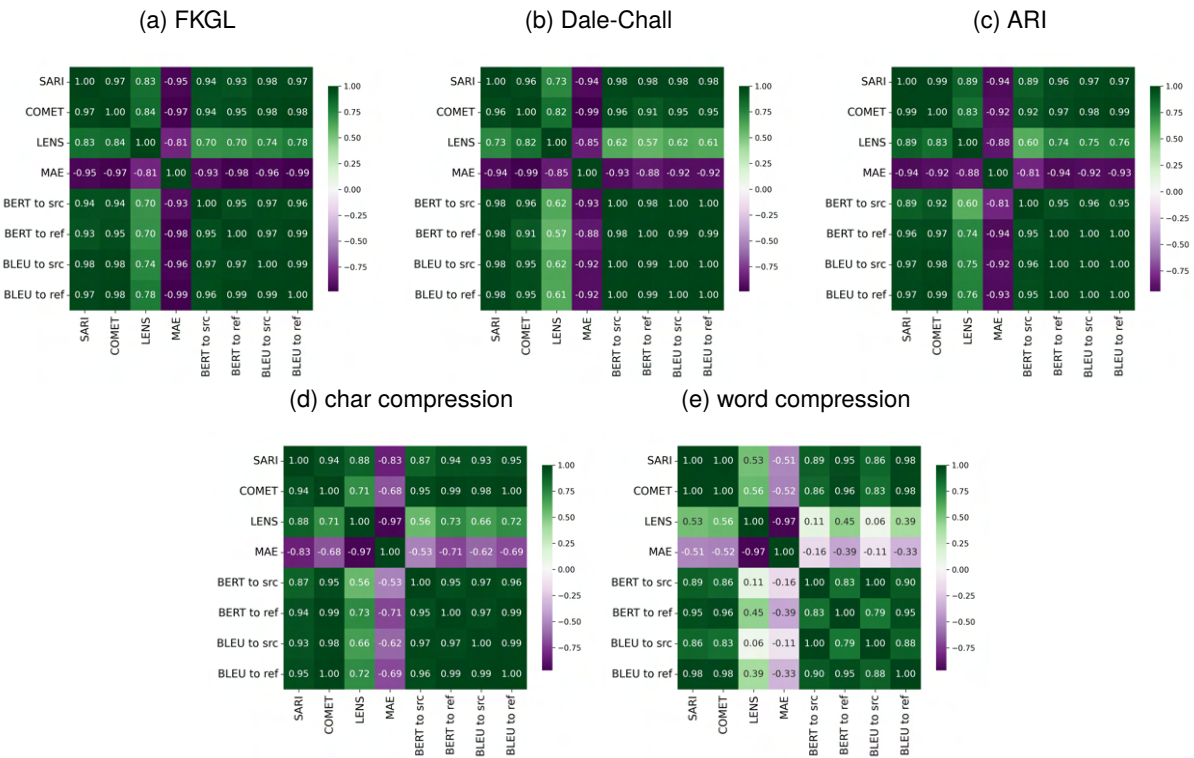 (a) FKGL
SARI 1.00 0.97 0.83 -0.95 0.94 0.93 0.98 0.97
COMET 0.97 1.00 0.84 -0.97 0.94 0.95 0.98 0.98
LENS 0.83 0.84 1.00 -0.81 0.70 0.70 0.74 0.78
MAE -0.95 -0.97 -0.81 1.00 -0.93 -0.98 -0.96 -0.99
BERT to src 0.94 0.94 0.70 -0.93 1.00 0.95 0.97 0.96
BERT to ref 0.93 0.95 0.70 -0.98 0.95 1.00 0.97 0.99
BLEU to src 0.98 0.98 0.74 -0.96 0.97 0.97 1.00 0.99
BLEU to ref 0.97 0.98 0.78 -0.99 0.96 0.99 0.99 1.00
SARI COMET LENS MAE BERT to src BERT to ref BLEU to src BLEU to ref
1.00
0.75
0.50
0.25
0.00
-0.25
-0.50
-0.75
(b) Dale-Chall
SARI 1.00 0.96 0.73 -0.94 0.98 0.98 0.98 0.98
COMET 0.96 1.00 0.82 -0.99 0.96 0.91 0.95 0.95
LENS 0.73 0.82 1.00 -0.85 0.62 0.57 0.62 0.61
MAE -0.94 -0.99 -0.85 1.00 -0.93 -0.88 -0.92 -0.92
BERT to src 0.98 0.96 0.62 -0.93 1.00 0.98 1.00 1.00
BERT to ref 0.98 0.91 0.57 -0.88 0.98 1.00 0.99 0.99
BLEU to src 0.98 0.95 0.62 -0.92 1.00 0.99 1.00 1.00
BLEU to ref 0.98 0.95 0.61 -0.92 1.00 0.99 1.00 1.00
SARI COMET LENS MAE BERT to src BERT to ref BLEU to src BLEU to ref
1.00
0.75
0.50
0.25
0.00
-0.25
-0.50
-0.75
(c) ARI
SARI 1.00 0.99 0.89 -0.94 0.89 0.96 0.97 0.97
COMET 0.99 1.00 0.83 -0.92 0.92 0.97 0.98 0.99
LENS 0.89 0.83 1.00 -0.88 0.60 0.74 0.75 0.76
MAE -0.94 -0.92 -0.88 1.00 -0.81 -0.94 -0.92 -0.93
BERT to src 0.89 0.92 0.60 -0.81 1.00 0.95 0.96 0.95
BERT to ref 0.96 0.97 0.74 -0.94 0.95 1.00 1.00 1.00
BLEU to src 0.97 0.98 0.75 -0.92 0.96 1.00 1.00 1.00
BLEU to ref 0.97 0.99 0.76 -0.93 0.95 1.00 1.00 1.00
SARI COMET LENS MAE BERT to src BERT to ref BLEU to src BLEU to ref
1.00
0.75
0.50
0.25
0.00
-0.25
-0.50
-0.75
(d) char compression
SARI 1.00 0.94 0.88 -0.83 0.87 0.94 0.93 0.95
COMET 0.94 1.00 0.71 -0.68 0.95 0.99 0.98 1.00
LENS 0.88 0.71 1.00 -0.97 0.56 0.73 0.66 0.72
MAE -0.83 -0.68 -0.97 1.00 -0.53 -0.71 -0.62 -0.69
BERT to src 0.87 0.95 0.56 -0.53 1.00 0.95 0.97 0.96
BERT to ref 0.94 0.99 0.73 -0.71 0.95 1.00 0.97 0.99
BLEU to src 0.93 0.98 0.66 -0.62 0.97 0.97 1.00 0.99
BLEU to ref 0.95 1.00 0.72 -0.69 0.96 0.99 0.99 1.00
SARI COMET LENS MAE BERT to src BERT to ref BLEU to src BLEU to ref
1.00
0.75
0.50
0.25
0.00
-0.25
-0.50
-0.75
(e) word compression
SARI 1.00 1.00 0.53 -0.51 0.89 0.95 0.86 0.98
COMET 1.00 1.00 0.56 -0.52 0.86 0.96 0.83 0.98
LENS 0.53 0.56 1.00 -0.97 0.11 0.45 0.06 0.39
MAE -0.51 -0.52 -0.97 1.00 -0.16 -0.39 -0.11 -0.33
BERT to src 0.89 0.86 0.11 -0.16 1.00 0.83 1.00 0.90
BERT to ref 0.95 0.96 0.45 -0.39 0.83 1.00 0.79 0.95
BLEU to src 0.86 0.83 0.06 -0.11 1.00 0.79 1.00 0.88
BLEU to ref 0.98 0.98 0.39 -0.33 0.90 0.95 0.88 1.00
SARI COMET LENS MAE BERT to src BERT to ref BLEU to src BLEU to ref
1.00
0.75
0.50
0.25
0.00
-0.25
-0.50
-0.75